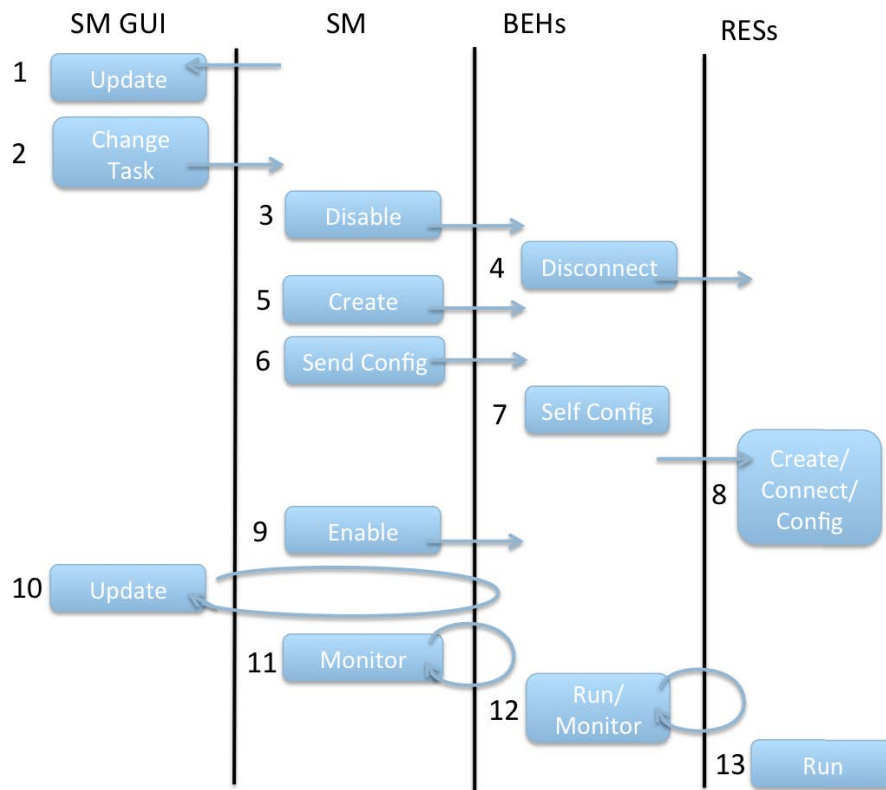 SM GUI SM BEHs RESs
1 Update
2 Change
Task
3 Disable
4 Disconnect
5 Create
6 Send Config
7 Self Config
8 Create/
Connect/
Config
9 Enable
10 Update
11 Monitor
12 Run/
Monitor
13 Run